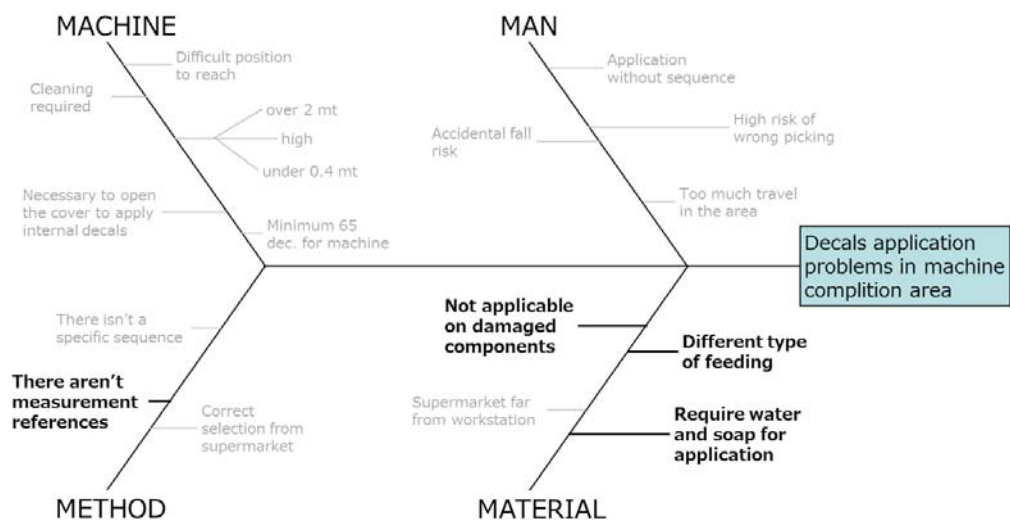 MACHINE
Difficult position
to reach
Cleaning
required
over 2 mt
high
under 0.4 mt
Necessary to open
the cover to apply
internal decals
Minimum 65
dec. for machine
MAN
Application
without sequence
High risk of
wrong picking
Accidental fall
risk
Too much travel
in the area
Decals application
problems in machine
complition area
There isn't a
specific sequence
There aren't
measurement
references
Correct
selection from
supermarket
METHOD
Not applicable
on damaged
components
Different type
of feeding
Supermarket far
from workstation
Require water
and soap for
application
MATERIAL